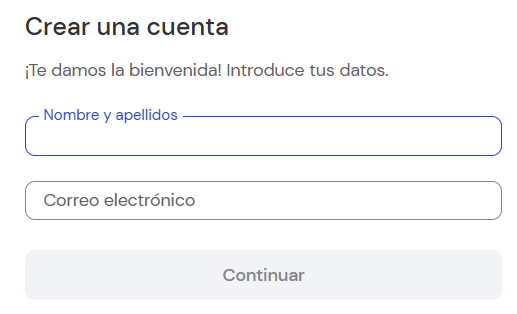 Crear una cuenta
¡Te damos la bienvenida! Introduce tus datos.
Nombre y apellidos
Correo electrónico
Continuar